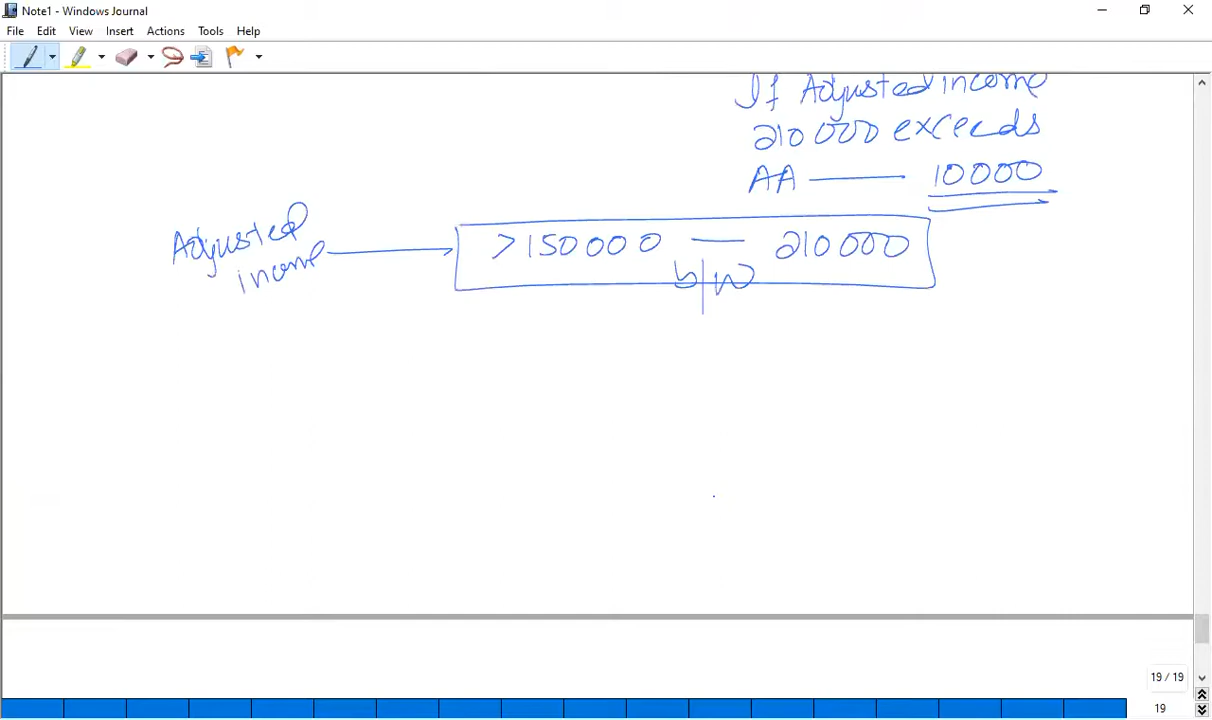 Note1 - Windows Journal
File Edit View Insert Actions Tools Help
If Adjusted income
210000 exceeds
AA — 10000
Adjusted
income
>150000 — 210000
b/w
19 / 19
19